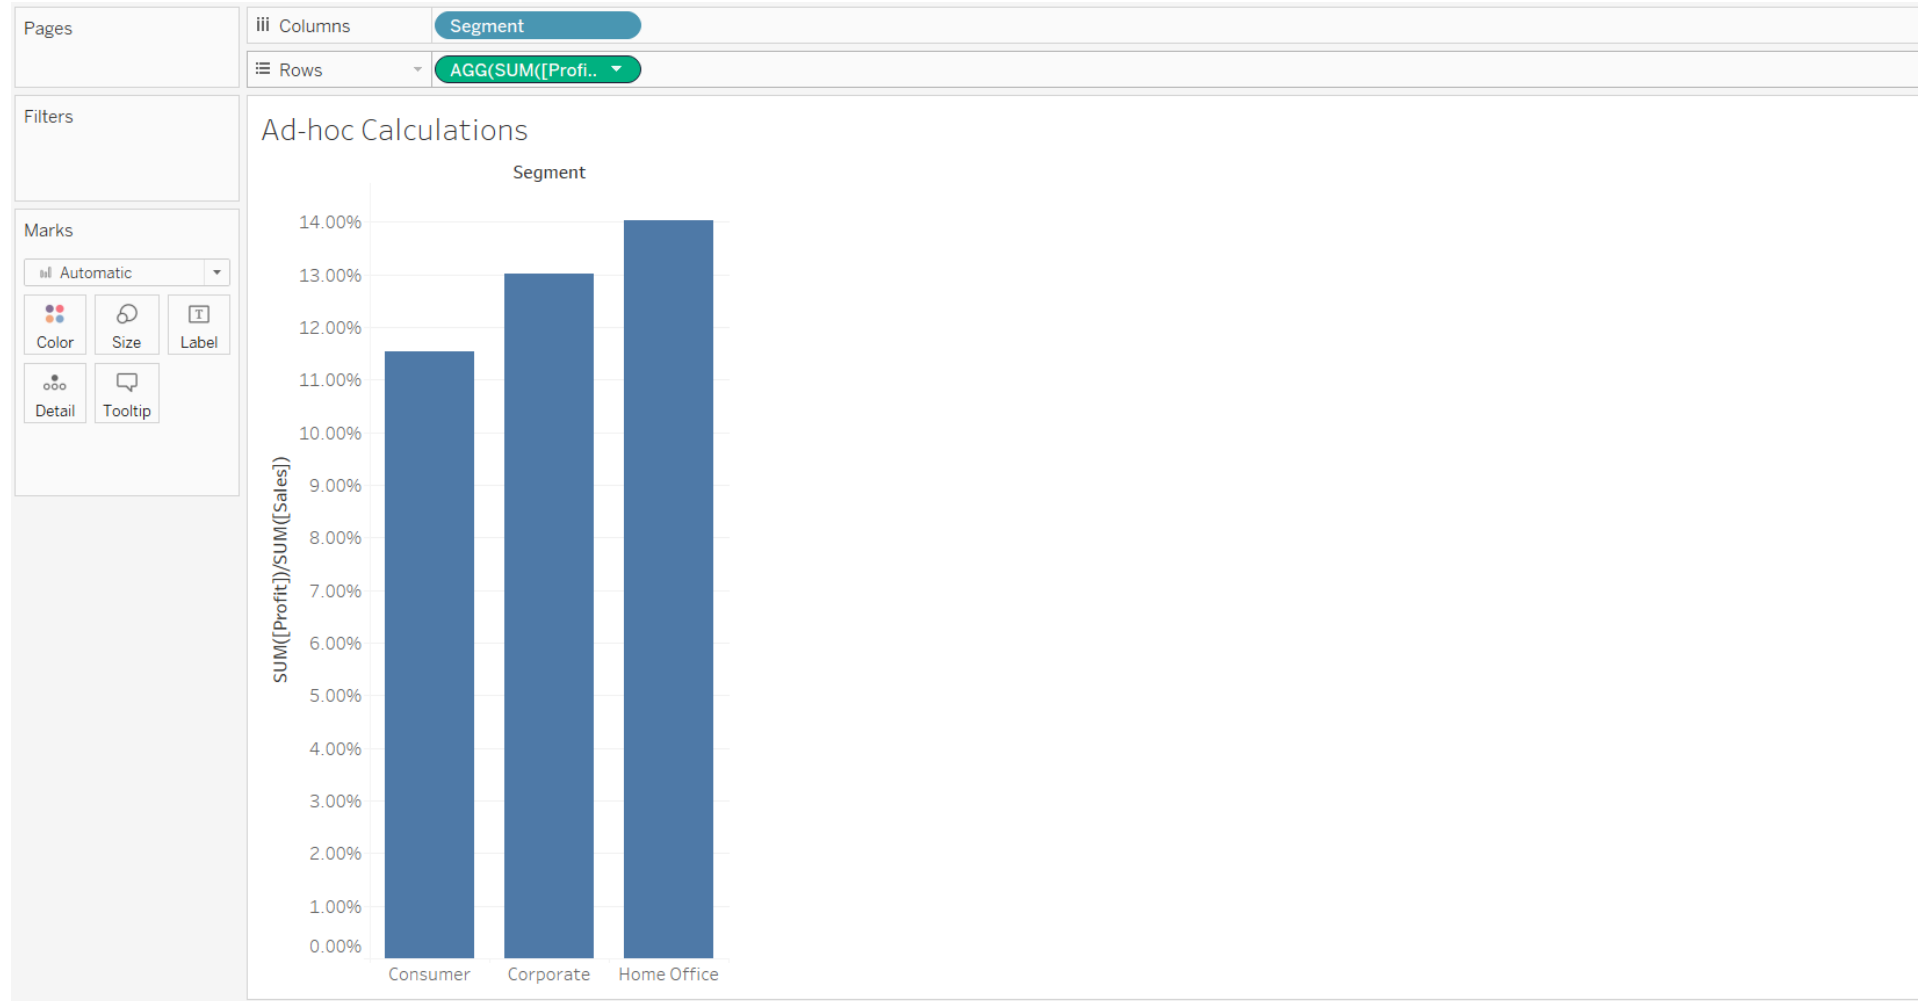 Pages
Columns
Segment
Rows
AGG(SUM([Profi..
Filters
Marks
Automatic
Color
Size
Label
Detail
Tooltip
Ad-hoc Calculations
Segment
SUM([Profit])/SUM([Sales])
14.00%
13.00%
12.00%
11.00%
10.00%
9.00%
8.00%
7.00%
6.00%
5.00%
4.00%
3.00%
2.00%
1.00%
0.00%
Consumer
Corporate
Home Office